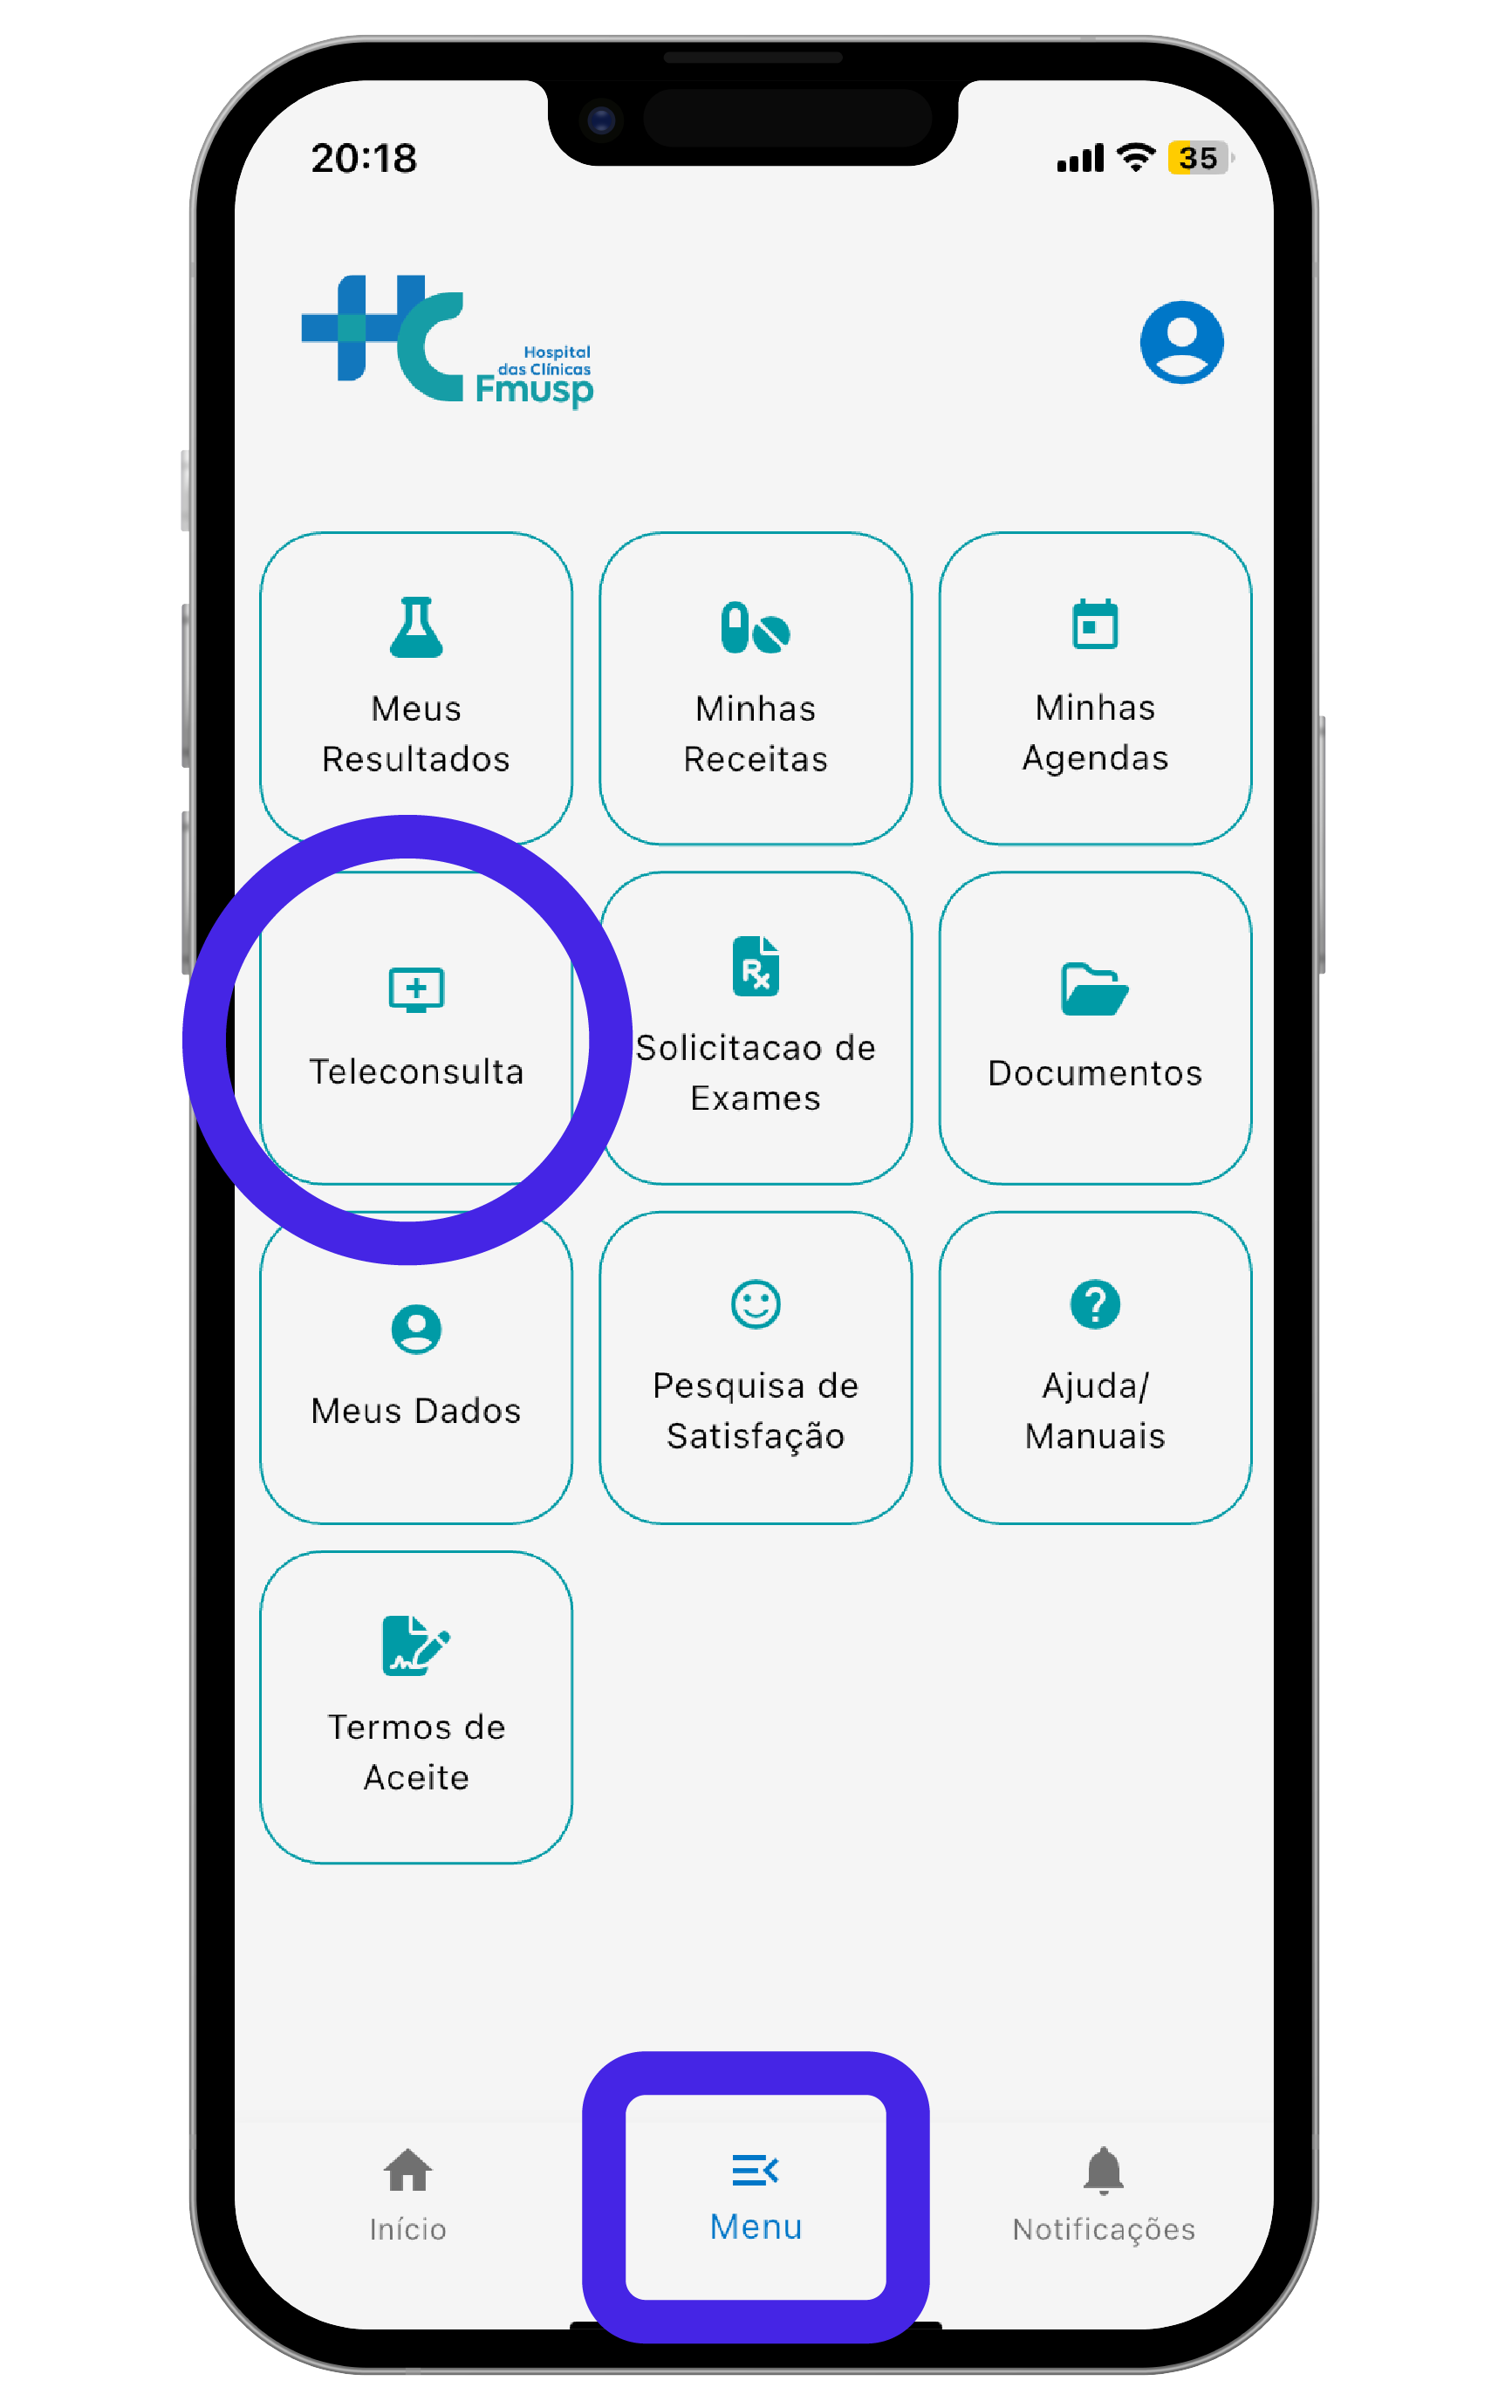 20:18
35
HC
Hospital
das Clínicas
Fmusp
Meus
Resultados
Minhas
Receitas
Minhas
Agendas
Teleconsulta
Rx
Solicitacao de
Exames
Documentos
Meus Dados
Pesquisa de
Satisfação
?
Ajuda/
Manuais
Termos de
Aceite
Início
Menu
Notificações